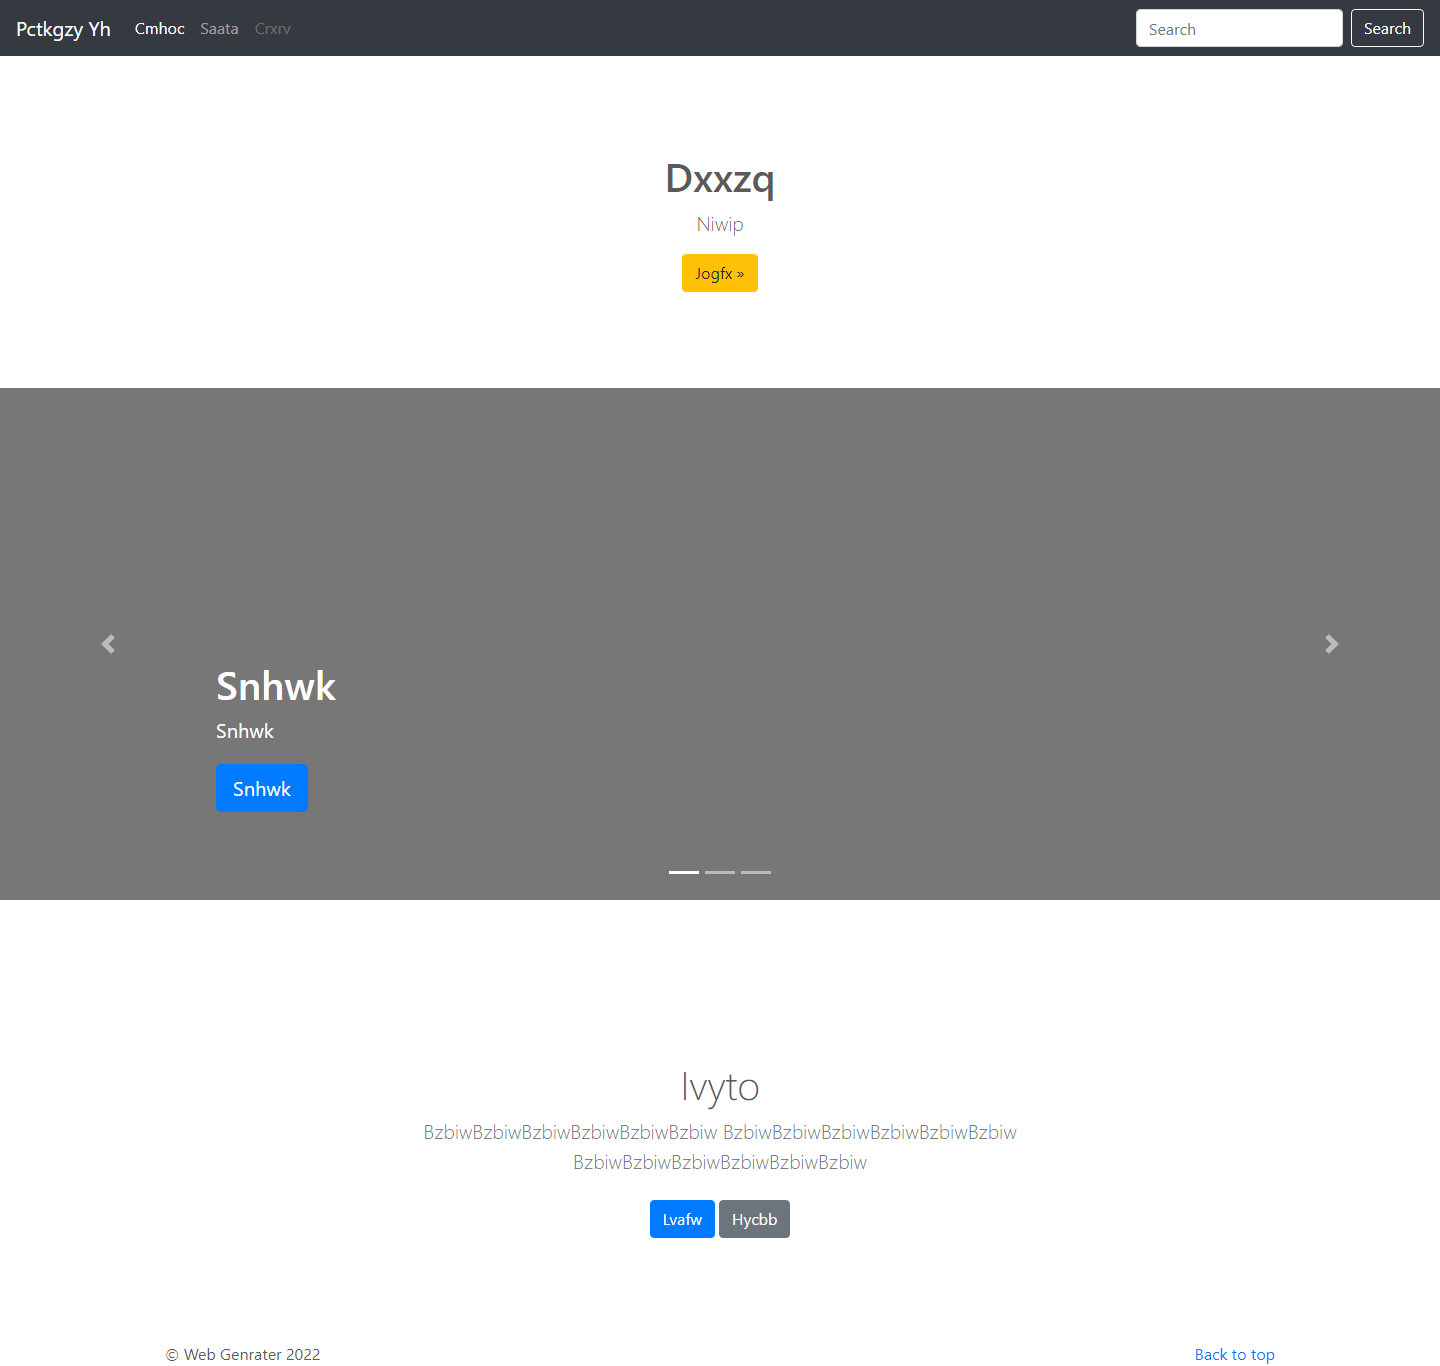 Pctkgzy Yh Cmhoc Saata Crxrv Search Search
Dxxzq
Niwip
Jogfx »
Snhwk
Snhwk
Snhwk
Ivyto
BzbiwBzbiwBzbiwBzbiwBzbiwBzbiw BzbiwBzbiwBzbiwBzbiwBzbiwBzbiw
BzbiwBzbiwBzbiwBzbiwBzbiwBzbiw
Lvafw Hycbb
© Web Genrater 2022 Back to top